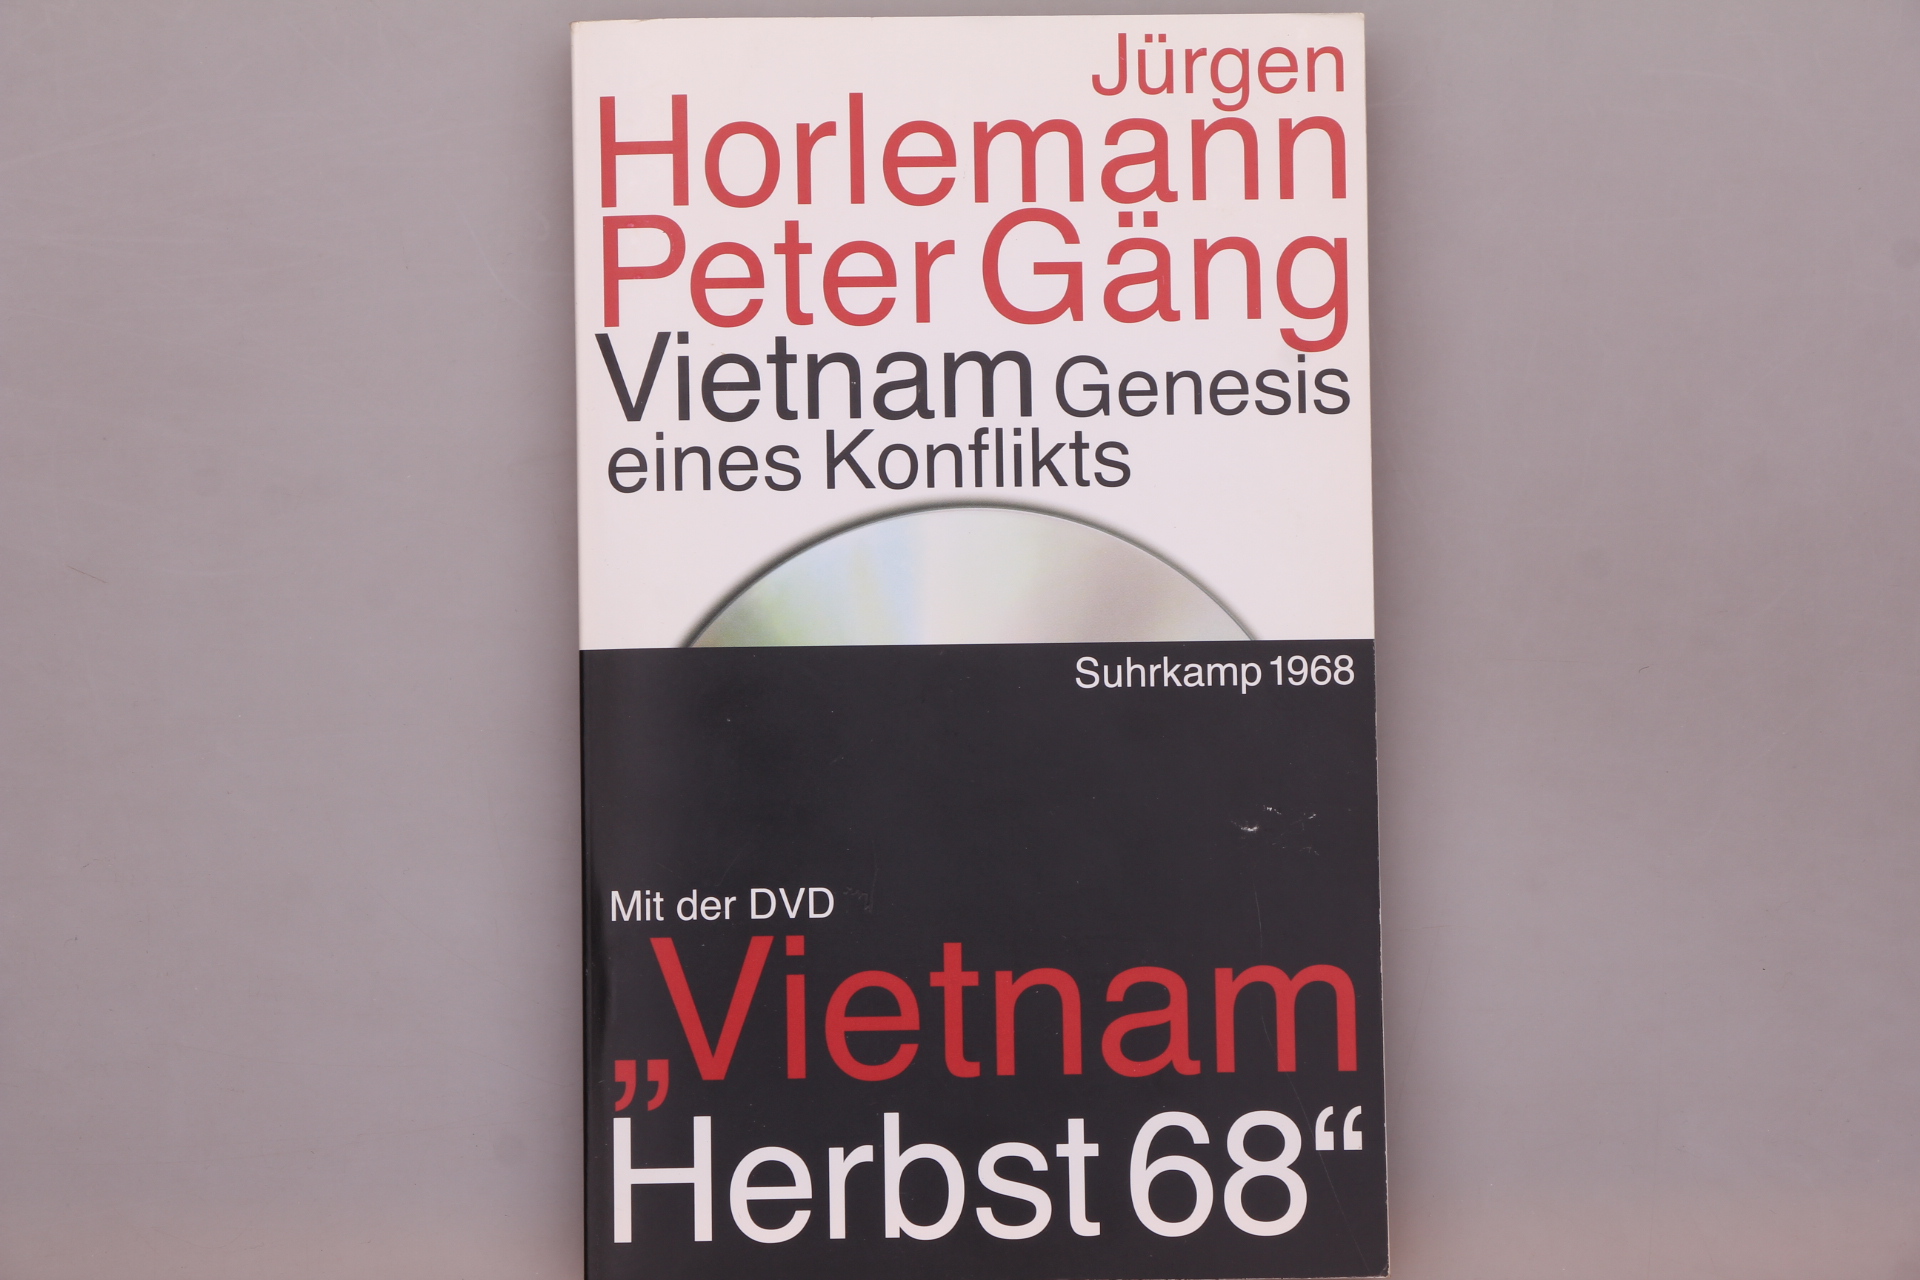 Jürgen
Horlemann
Peter Gäng
Vietnam Genesis
eines Konflikts
Suhrkamp 1968
Mit der DVD
„Vietnam
Herbst 68“